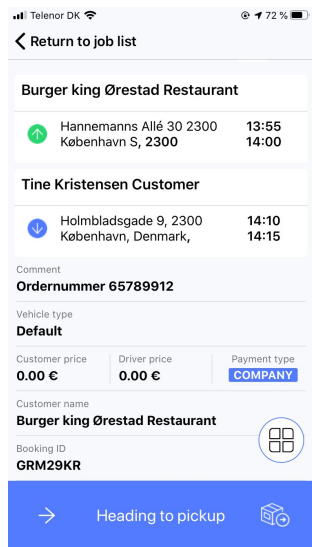 Telenor DK 72 %
Return to job list
Burger king Ørestad Restaurant
Hannemanns Allé 30 2300 13:55
København S, 2300 14:00
Tine Kristensen Customer
Holmbladsgade 9, 2300 14:10
København, Denmark, 14:15
Comment
Ordernummer 65789912
Vehicle type
Default
Customer price Driver price Payment type
0.00 € 0.00 € COMPANY
Customer name
Burger king Ørestad Restaurant
Booking ID
GRM29KR
Heading to pickup